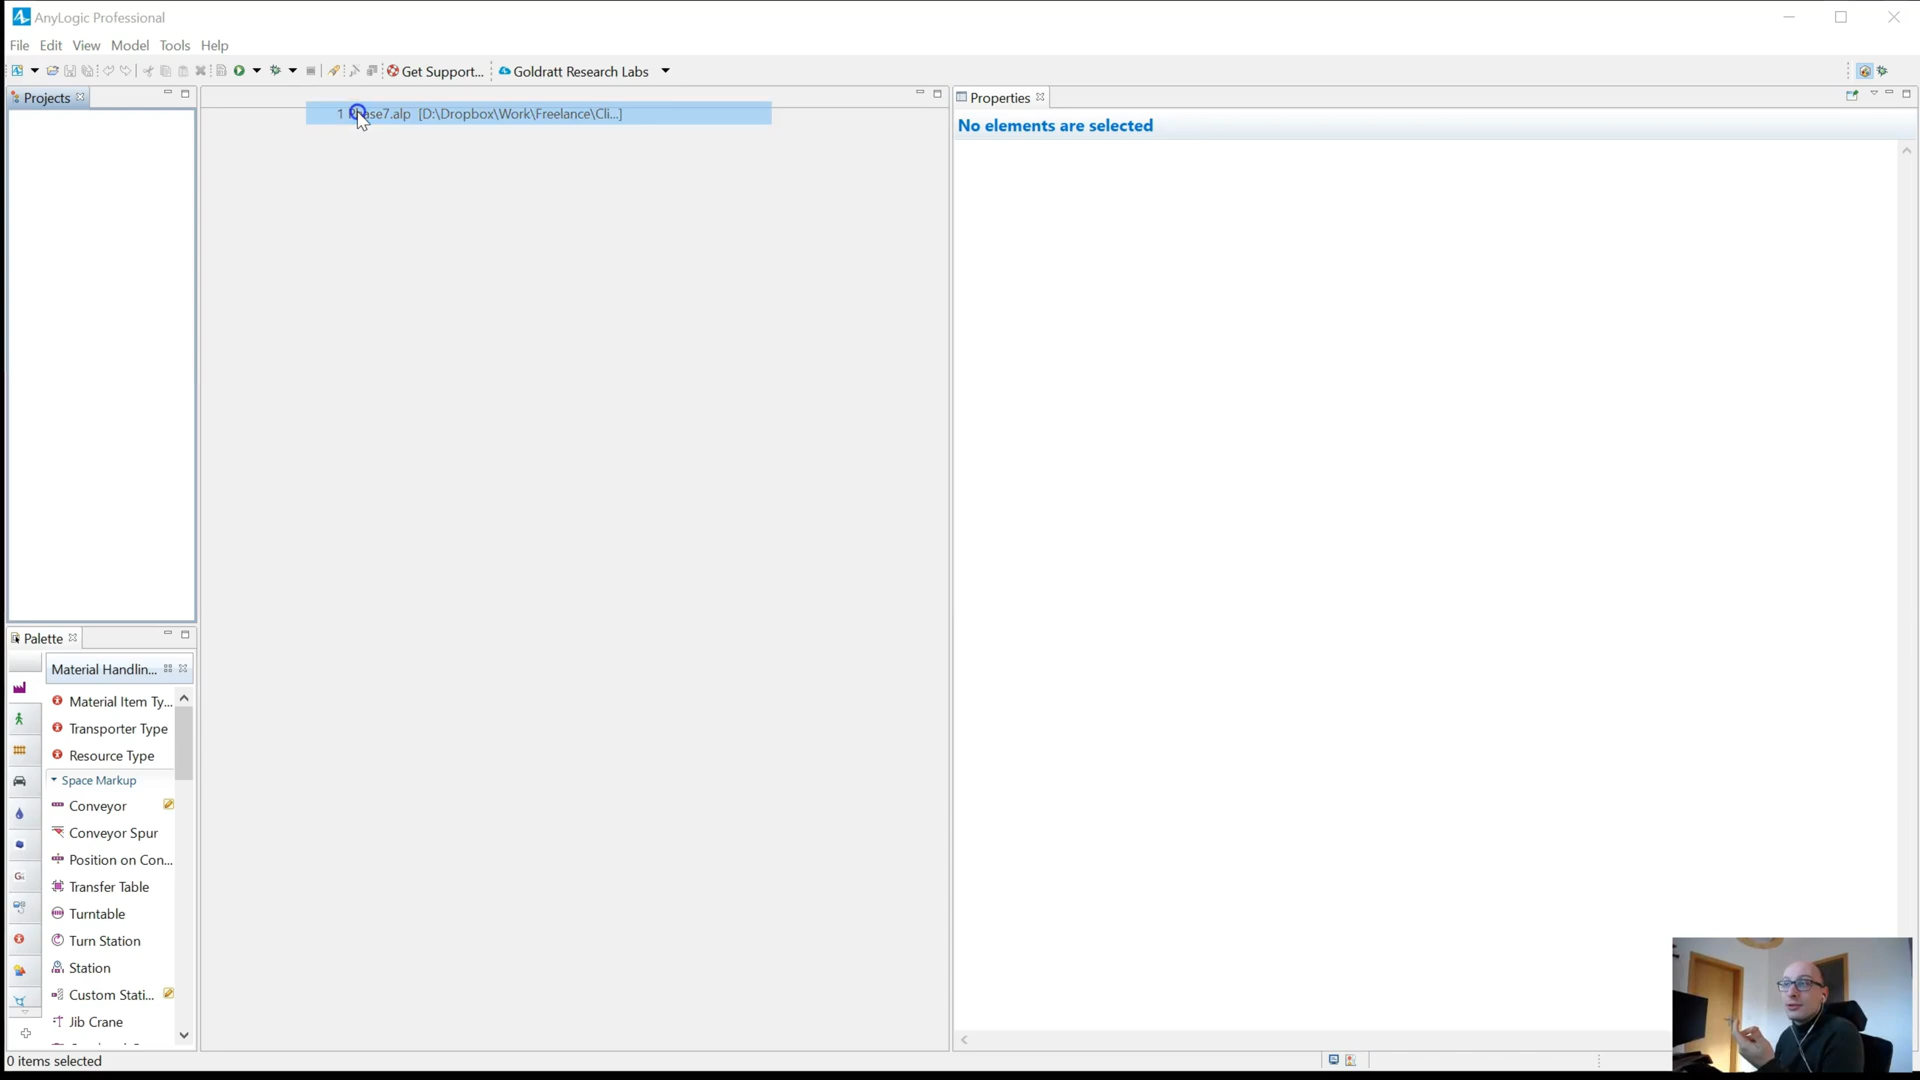 AnyLogic Professional
File Edit View Model Tools Help
Get Support... Goldratt Research Labs
Projects
1 Phase7.alp [D:\Dropbox\Work\Freelance\Cli...]
Properties
No elements are selected
Palette
Material Handlin...
Material Item Ty...
Transporter Type
Resource Type
Space Markup
Conveyor
Conveyor Spur
Position on Con...
Transfer Table
Turntable
Turn Station
Station
Custom Stati...
Jib Crane
0 items selected